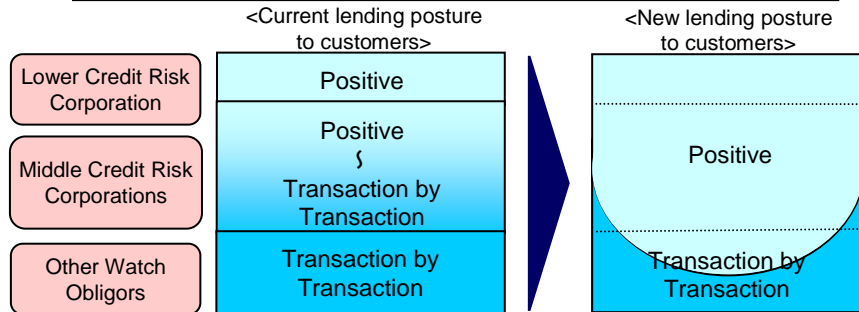 <Current lending posture
to customers>
<New lending posture
to customers>
Lower Credit Risk
Corporation
Positive
Middle Credit Risk
Corporations
Positive
~
Transaction by
Transaction
Positive
Other Watch
Obligors
Transaction by
Transaction
Transaction by
Transaction